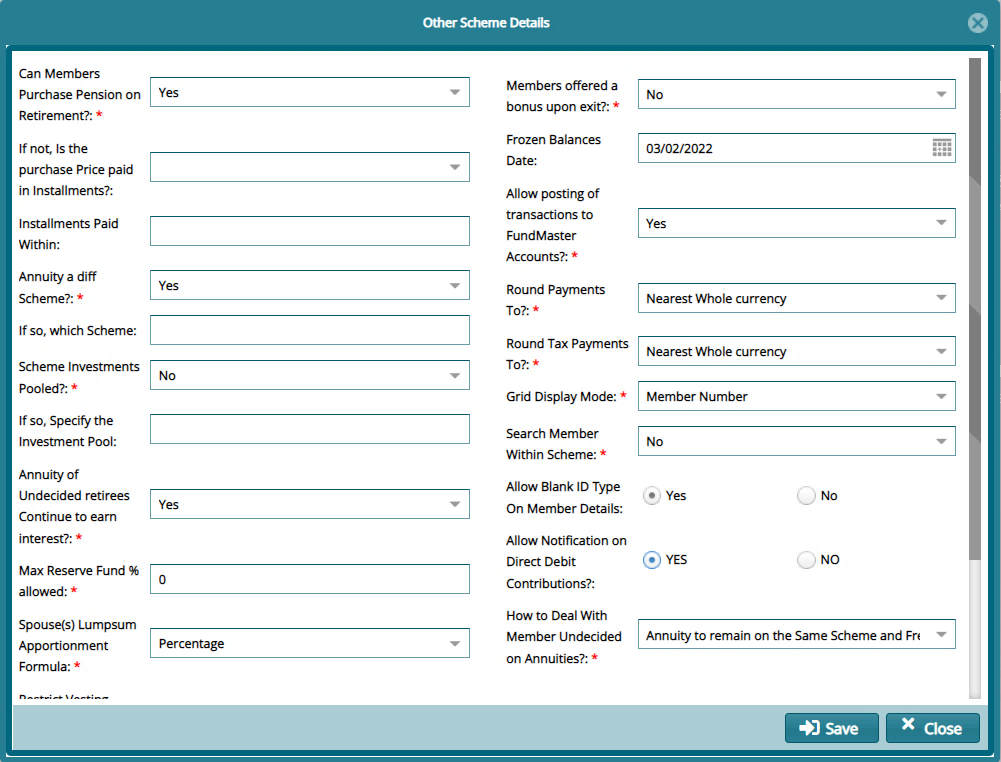 Other Scheme Details
Can Members
Purchase Pension on
Retirement?: *
Yes
If not, Is the
purchase Price paid
in Installments?:
Installments Paid
Within:
Annuity a diff
Scheme?: *
Yes
If so, which Scheme:
Scheme Investments
Pooled?: *
No
If so, Specify the
Investment Pool:
Annuity of
Undecided retirees
Continue to earn
interest?: *
Yes
Max Reserve Fund %
allowed: *
0
Spouse(s) Lumpsum
Apportionment
Formula: *
Percentage
Restrict Vesting
Members offered a
bonus upon exit?: *
No
Frozen Balances
Date:
03/02/2022
Allow posting of
transactions to
FundMaster
Accounts?: *
Yes
Round Payments
To?: *
Nearest Whole currency
Round Tax Payments
To?: *
Nearest Whole currency
Grid Display Mode: *
Member Number
Search Member
Within Scheme: *
No
Allow Blank ID Type
On Member Details:
Yes No
Allow Notification on
Direct Debit
Contributions?:
YES NO
How to Deal With
Member Undecided
on Annuities?: *
Annuity to remain on the Same Scheme and Fre
Save Close